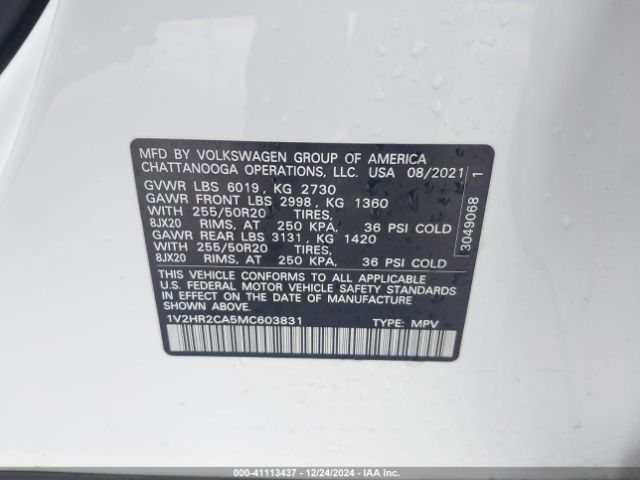 MFD BY VOLKSWAGEN GROUP OF AMERICA
CHATTANOOGA OPERATIONS, LLC. USA 08/2021
GVWR LBS 6019, KG 2730
GAWR FRONT LBS 2998, KG 1360
WITH 255/50R20 TIRES,
8JX20 RIMS, AT 250 KPA, 36 PSI COLD
GAWR REAR LBS 3131, KG 1420
WITH 255/50R20 TIRES,
8JX20 RIMS, AT 250 KPA, 36 PSI COLD
THIS VEHICLE CONFORMS TO ALL APPLICABLE
U.S. FEDERAL MOTOR VEHICLE SAFETY STANDARDS
IN EFFECT ON THE DATE OF MANUFACTURE
SHOWN ABOVE.
1V2HR2CA5MC603831 TYPE: MPV
3049068 1
000-41113437 - 12/24/2024 - IAAI.com